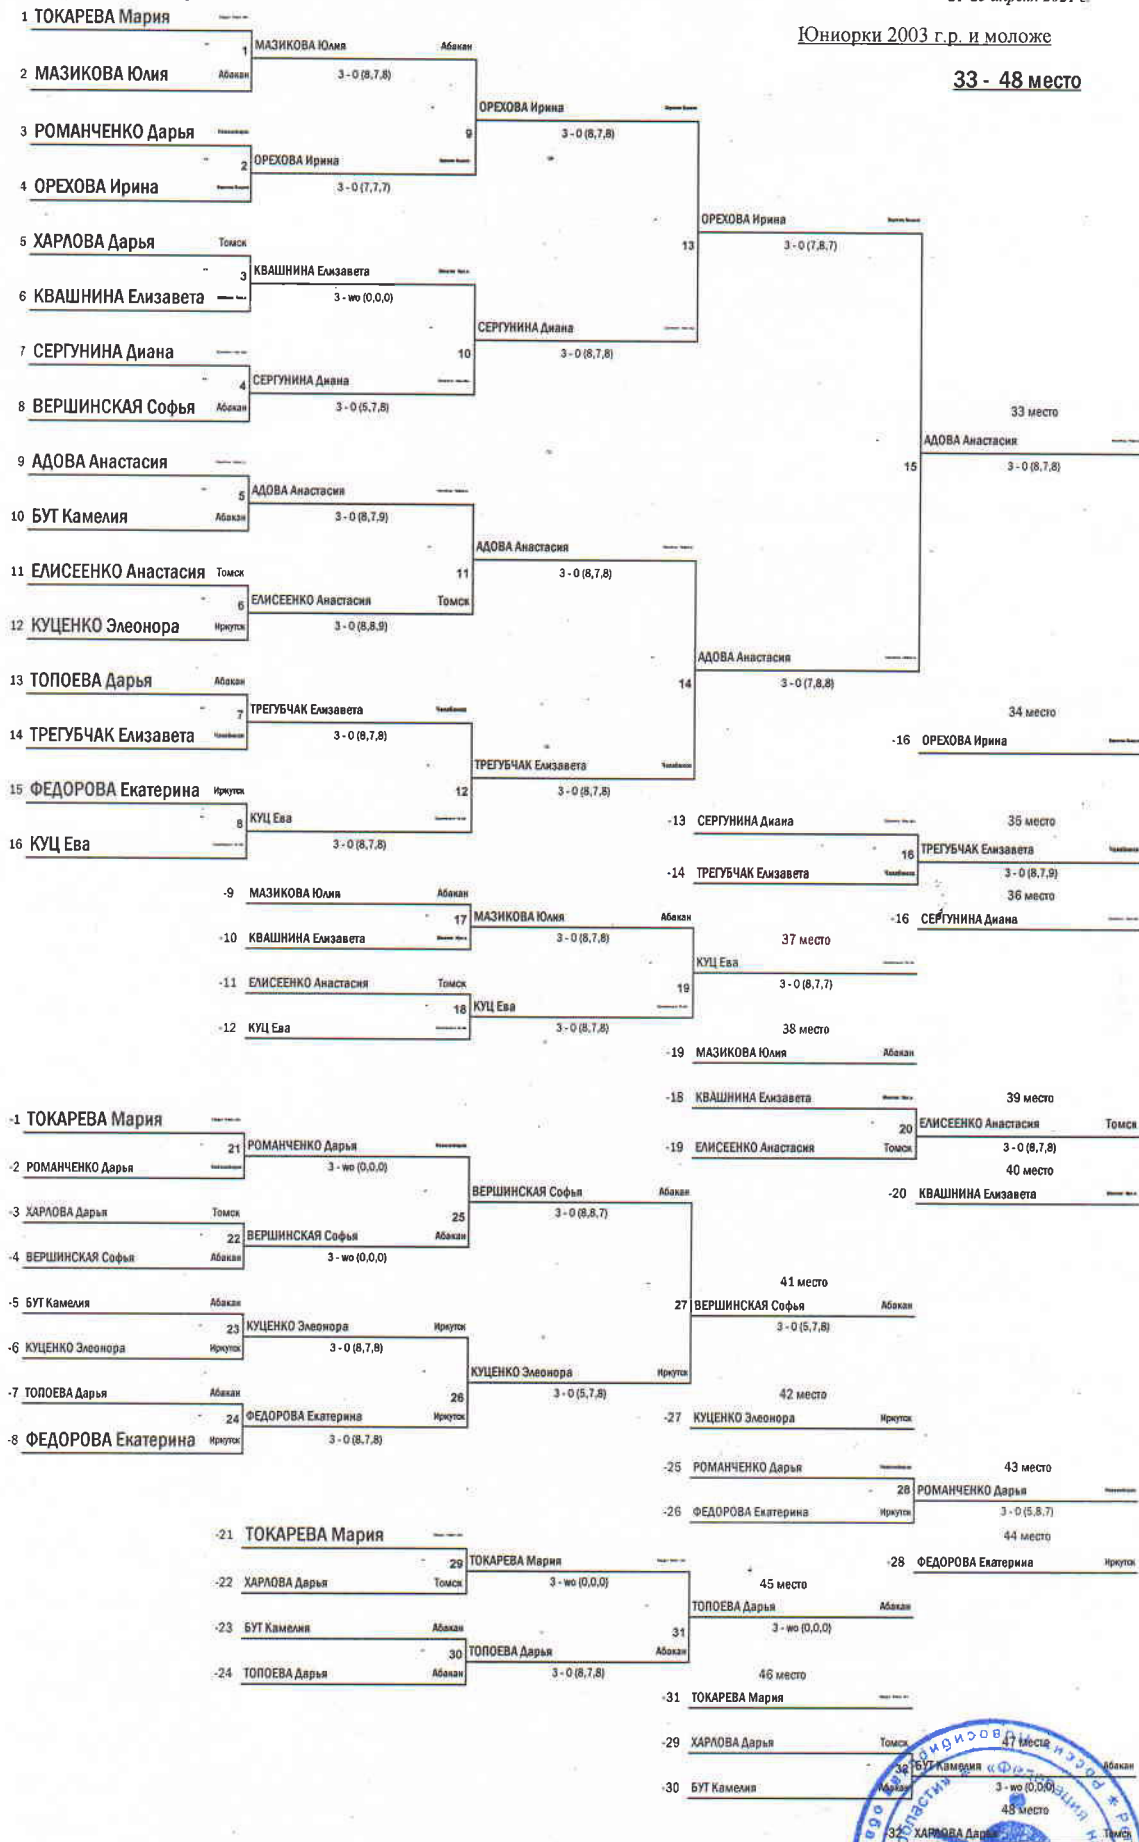 1 ТОКАРЕВА Мария
Юниорки 2003 г.р. и моложе
1 МАЗИКОВА Юлия Абакан
2 МАЗИКОВА Юлия Абакан 3 - 0 (8,7,8)
33 - 48 место
ОРЕХОВА Ирина
3 РОМАНЧЕНКО Дарья
9 3 - 0 (8,7,8)
2 ОРЕХОВА Ирина
4 ОРЕХОВА Ирина 3 - 0 (7,7,7)
ОРЕХОВА Ирина
5 ХАРЛОВА Дарья Томск
13 3 - 0 (7,8,7)
3 КВАШНИНА Елизавета
6 КВАШНИНА Елизавета 3 - wo (0,0,0)
СЕРГУНИНА Диана
7 СЕРГУНИНА Диана
10 3 - 0 (8,7,8)
4 СЕРГУНИНА Диана
8 ВЕРШИНСКАЯ Софья Абакан 3 - 0 (5,7,8)
33 место
АДОВА Анастасия
9 АДОВА Анастасия
15 3 - 0 (8,7,8)
5 АДОВА Анастасия
10 БУТ Камелия Абакан 3 - 0 (8,7,9)
АДОВА Анастасия
11 ЕЛИСЕЕНКО Анастасия Томск
11 3 - 0 (8,7,8)
6 ЕЛИСЕЕНКО Анастасия Томск
12 КУЦЕНКО Элеонора Иркутск 3 - 0 (8,8,9)
АДОВА Анастасия
13 ТОПОЕВА Дарья Абакан
14 3 - 0 (7,8,8)
7 ТРЕГУБЧАК Елизавета Челябинск
34 место
14 ТРЕГУБЧАК Елизавета Челябинск 3 - 0 (8,7,8)
-16 ОРЕХОВА Ирина
ТРЕГУБЧАК Елизавета Челябинск
15 ФЕДОРОВА Екатерина Иркутск
12 3 - 0 (8,7,8)
8 КУЦ Ева
-13 СЕРГУНИНА Диана 35 место
16 КУЦ Ева 3 - 0 (8,7,8)
16 ТРЕГУБЧАК Елизавета Челябинск
-14 ТРЕГУБЧАК Елизавета Челябинск 3 - 0 (8,7,9)
-9 МАЗИКОВА Юлия Абакан 36 место
17 МАЗИКОВА Юлия Абакан -16 СЕРГУНИНА Диана
-10 КВАШНИНА Елизавета 3 - 0 (8,7,8) 37 место
КУЦ Ева
-11 ЕЛИСЕЕНКО Анастасия Томск 19 3 - 0 (8,7,7)
18 КУЦ Ева
-12 КУЦ Ева 3 - 0 (8,7,8) 38 место
-19 МАЗИКОВА Юлия Абакан
-18 КВАШНИНА Елизавета 39 место
-1 ТОКАРЕВА Мария
20 ЕЛИСЕЕНКО Анастасия Томск
21 РОМАНЧЕНКО Дарья
-19 ЕЛИСЕЕНКО Анастасия Томск 3 - 0 (8,7,8)
-2 РОМАНЧЕНКО Дарья 3 - wo (0,0,0) 40 место
ВЕРШИНСКАЯ Софья Абакан -20 КВАШНИНА Елизавета
-3 ХАРЛОВА Дарья Томск 25 3 - 0 (8,8,7)
22 ВЕРШИНСКАЯ Софья Абакан
-4 ВЕРШИНСКАЯ Софья Абакан 3 - wo (0,0,0)
41 место
-5 БУТ Камелия Абакан 27 ВЕРШИНСКАЯ Софья Абакан
23 КУЦЕНКО Элеонора Иркутск 3 - 0 (5,7,8)
-6 КУЦЕНКО Элеонора Иркутск 3 - 0 (8,7,8)
КУЦЕНКО Элеонора Иркутск
-7 ТОПОЕВА Дарья Абакан 26 3 - 0 (5,7,8) 42 место
24 ФЕДОРОВА Екатерина Иркутск -27 КУЦЕНКО Элеонора Иркутск
-8 ФЕДОРОВА Екатерина Иркутск 3 - 0 (8,7,8)
-25 РОМАНЧЕНКО Дарья 43 место
28 РОМАНЧЕНКО Дарья
-26 ФЕДОРОВА Екатерина Иркутск 3 - 0 (5,8,7)
-21 ТОКАРЕВА Мария 44 место
29 ТОКАРЕВА Мария -28 ФЕДОРОВА Екатерина Иркутск
-22 ХАРЛОВА Дарья Томск 3 - wo (0,0,0) 45 место
ТОПОЕВА Дарья Абакан
-23 БУТ Камелия Абакан 31 3 - wo (0,0,0)
30 ТОПОЕВА Дарья Абакан
-24 ТОПОЕВА Дарья Абакан 3 - 0 (8,7,8) 46 место
-31 ТОКАРЕВА Мария
-29 ХАРЛОВА Дарья Томск 47 место
32 БУТ Камелия Абакан
-30 БУТ Камелия Абакан 3 - wo (0,0,0)
48 место
-32 ХАРЛОВА Дарья Томск